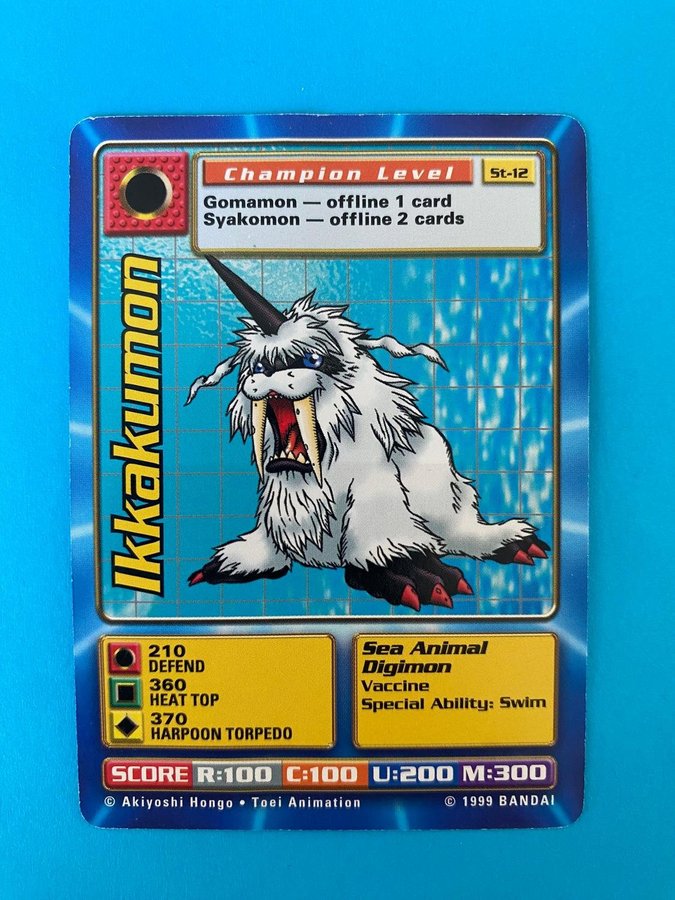 Champion Level
St-12
Gomamon — offline 1 card
Syakomon — offline 2 cards
Ikkakumon
210
DEFEND
360
HEAT TOP
370
HARPOON TORPEDO
Sea Animal
Digimon
Vaccine
Special Ability: Swim
SCORE R:100 C:100 U:200 M:300
© Akiyoshi Hongo • Toei Animation
© 1999 BANDAI